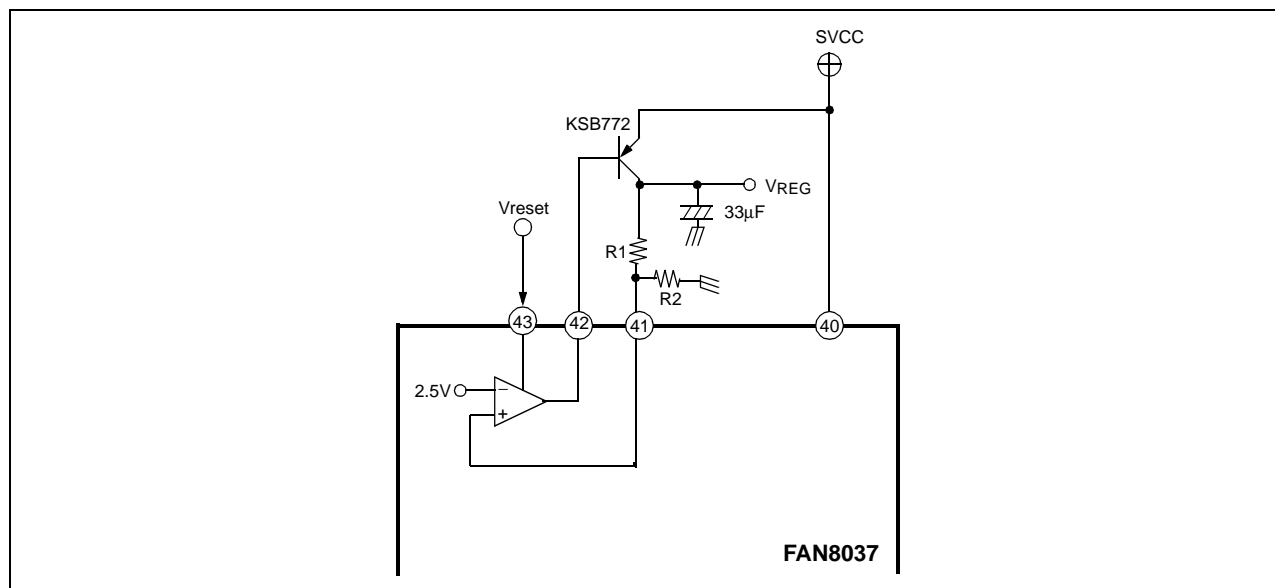 SVCC
KSB772
VREG
33µF
Vreset
R1
R2
43
42
41
40
2.5V
−
+
FAN8037